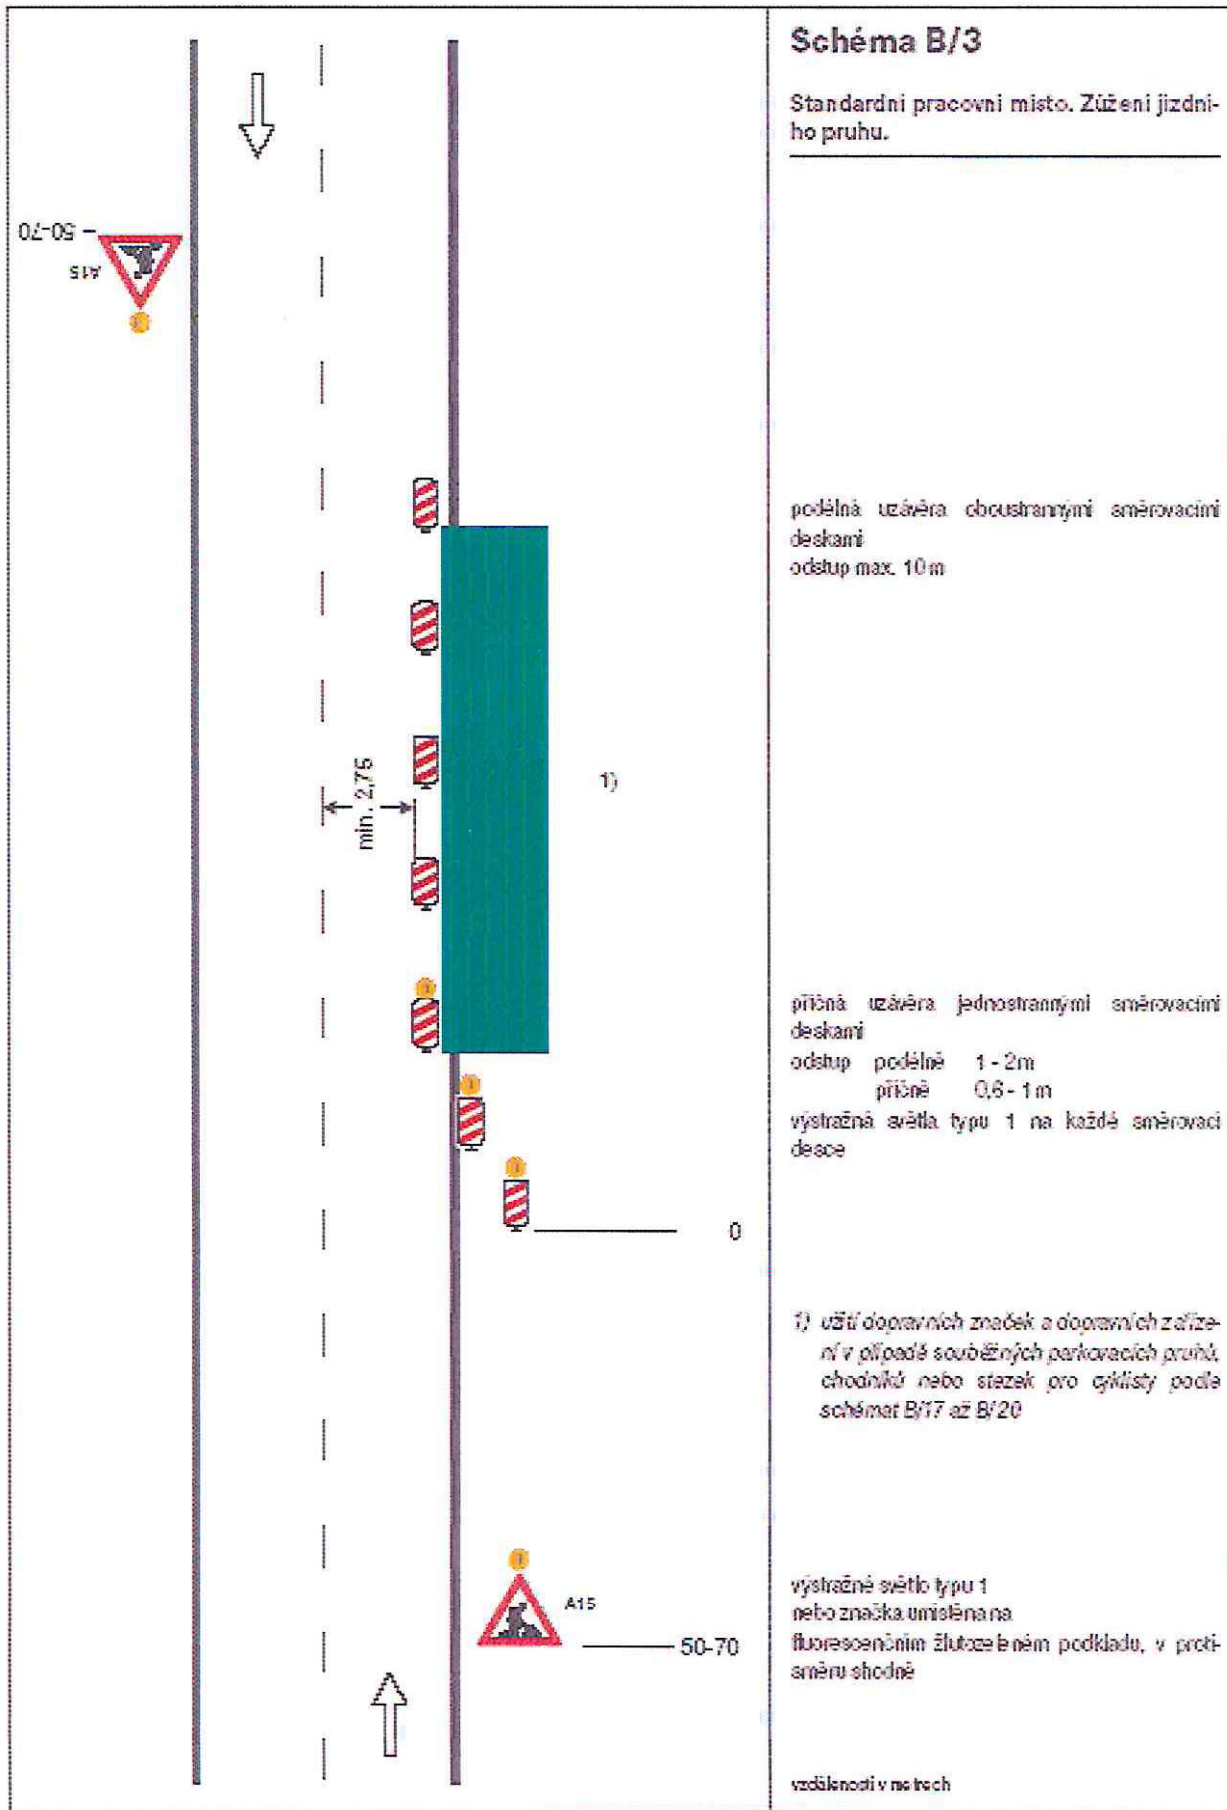 Schéma B/3
Standardní pracovní místo. Zúžení jízdní-
ho pruhu.
50-70
A15
podélná uzávěra oboustrannými směrovacími
deskami
odstup max. 10 m
min. 2,75
1)
příčná uzávěra jednostrannými směrovacími
deskami
odstup podélně 1 - 2 m
příčně 0,6 - 1 m
výstražná světla typu 1 na každé směrovací
desce
0
1) užití dopravních značek a dopravních zaříze-
ní v případě souběžných parkovacích pruhů,
chodníků nebo stezek pro cyklisty podle
schémat B/17 až B/20
A15
50-70
výstražné světlo typu 1
nebo značka umístěna na
fluorescenčním žlutozeleném podkladu, v proti-
směru shodně
vzdálenosti v metrech